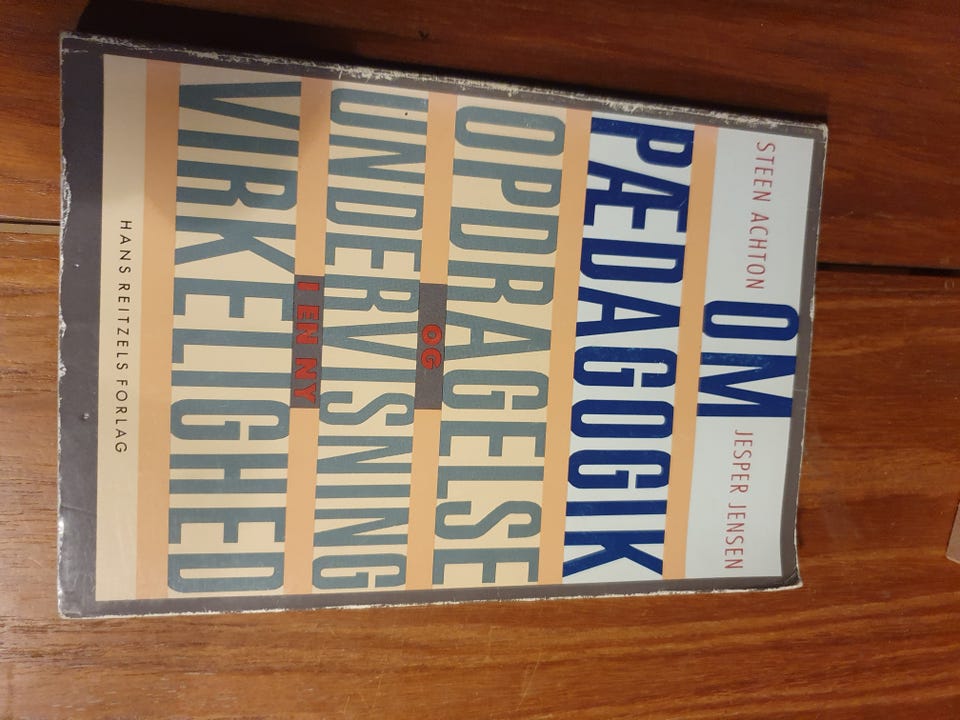 STEEN ACHTON
JESPER JENSEN
OM
PÆDAGOGIK
OPDRAGELSE
OG
UNDERVISNING
I EN NY
VIRKELIGHED
HANS REITZELS FORLAG